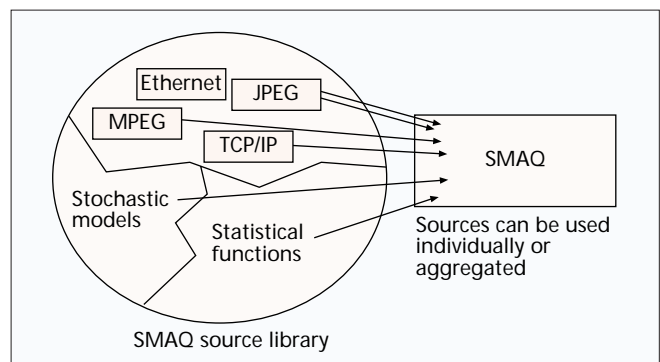 Ethernet
JPEG
MPEG
TCP/IP
SMAQ
Stochastic
models
Statistical
functions
Sources can be used
individually or
aggregated
SMAQ source library